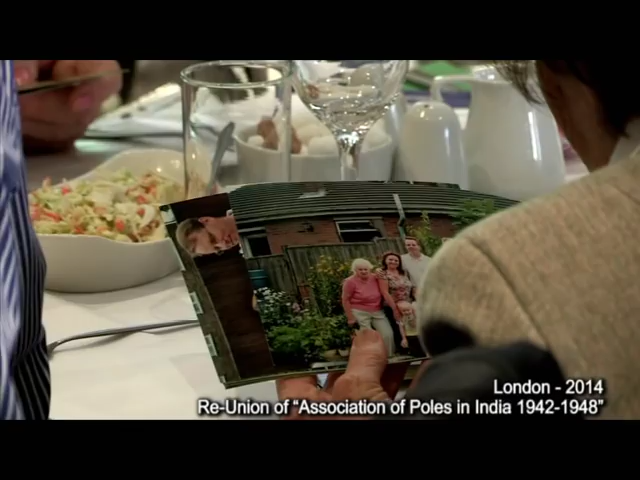 London - 2014
Re-Union of “Association of Poles in India 1942-1948”